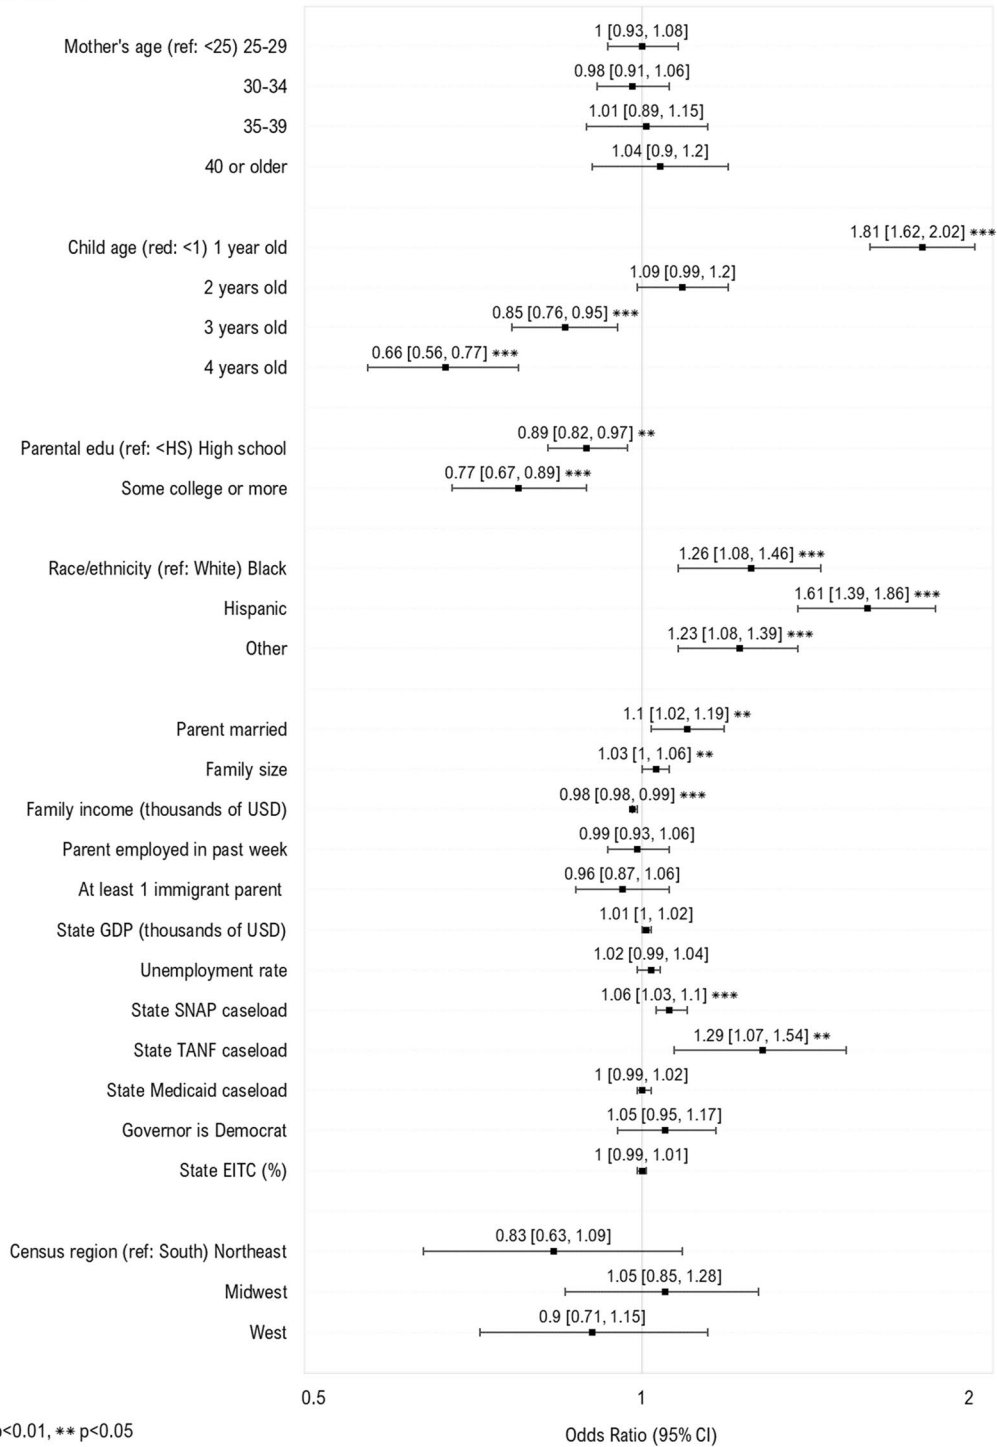 1 [0.93, 1.08]
Mother's age (ref: <25) 25-29
0.98 [0.91, 1.06]
30-34
1.01 [0.89, 1.15]
35-39
1.04 [0.9, 1.2]
40 or older
1.81 [1.62, 2.02] ***
Child age (red: <1) 1 year old
1.09 [0.99, 1.2]
2 years old
0.85 [0.76, 0.95] ***
3 years old
0.66 [0.56, 0.77] ***
4 years old
0.89 [0.82, 0.97] **
Parental edu (ref: <HS) High school
0.77 [0.67, 0.89] ***
Some college or more
1.26 [1.08, 1.46] ***
Race/ethnicity (ref: White) Black
1.61 [1.39, 1.86] ***
Hispanic
1.23 [1.08, 1.39] ***
Other
1.1 [1.02, 1.19] **
Parent married
1.03 [1, 1.06] **
Family size
0.98 [0.98, 0.99] ***
Family income (thousands of USD)
0.99 [0.93, 1.06]
Parent employed in past week
0.96 [0.87, 1.06]
At least 1 immigrant parent
1.01 [1, 1.02]
State GDP (thousands of USD)
1.02 [0.99, 1.04]
Unemployment rate
1.06 [1.03, 1.1] ***
State SNAP caseload
1.29 [1.07, 1.54] **
State TANF caseload
1 [0.99, 1.02]
State Medicaid caseload
1.05 [0.95, 1.17]
Governor is Democrat
1 [0.99, 1.01]
State EITC (%)
0.83 [0.63, 1.09]
Census region (ref: South) Northeast
1.05 [0.85, 1.28]
Midwest
0.9 [0.71, 1.15]
West
0.5 1 2
<0.01, ** p<0.05
Odds Ratio (95% CI)